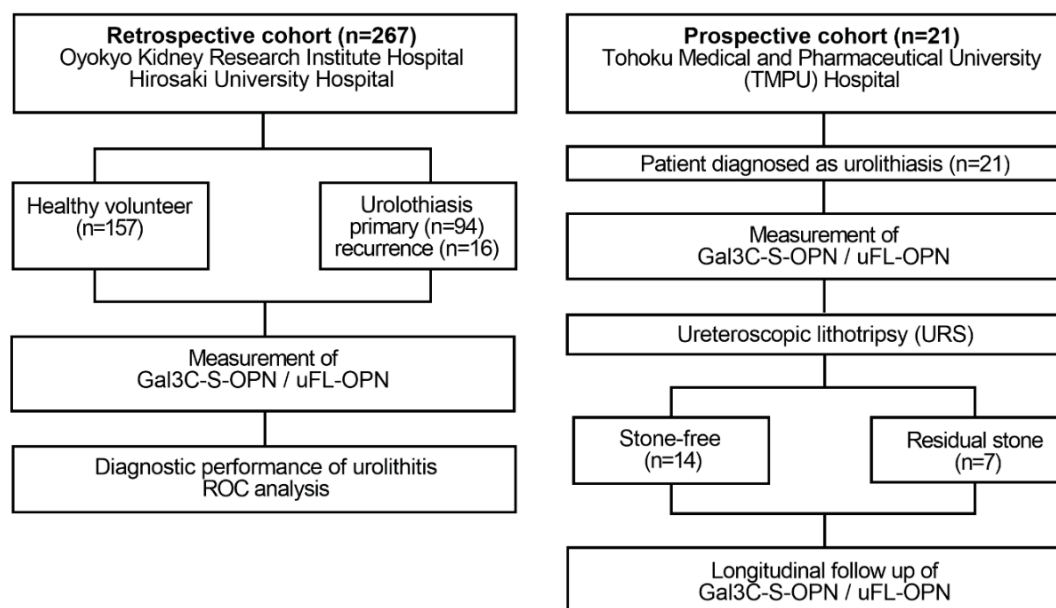 Retrospective cohort (n=267)
Oyokyo Kidney Research Institute Hospital
Hirosaki University Hospital
Healthy volunteer
(n=157)
Urolothiasis
primary (n=94)
recurrence (n=16)
Measurement of
Gal3C-S-OPN / uFL-OPN
Diagnostic performance of urolithitis
ROC analysis
Prospective cohort (n=21)
Tohoku Medical and Pharmaceutical University
(TMPU) Hospital
Patient diagnosed as urolithiasis (n=21)
Measurement of
Gal3C-S-OPN / uFL-OPN
Ureteroscopic lithotripsy (URS)
Stone-free
(n=14)
Residual stone
(n=7)
Longitudinal follow up of
Gal3C-S-OPN / uFL-OPN